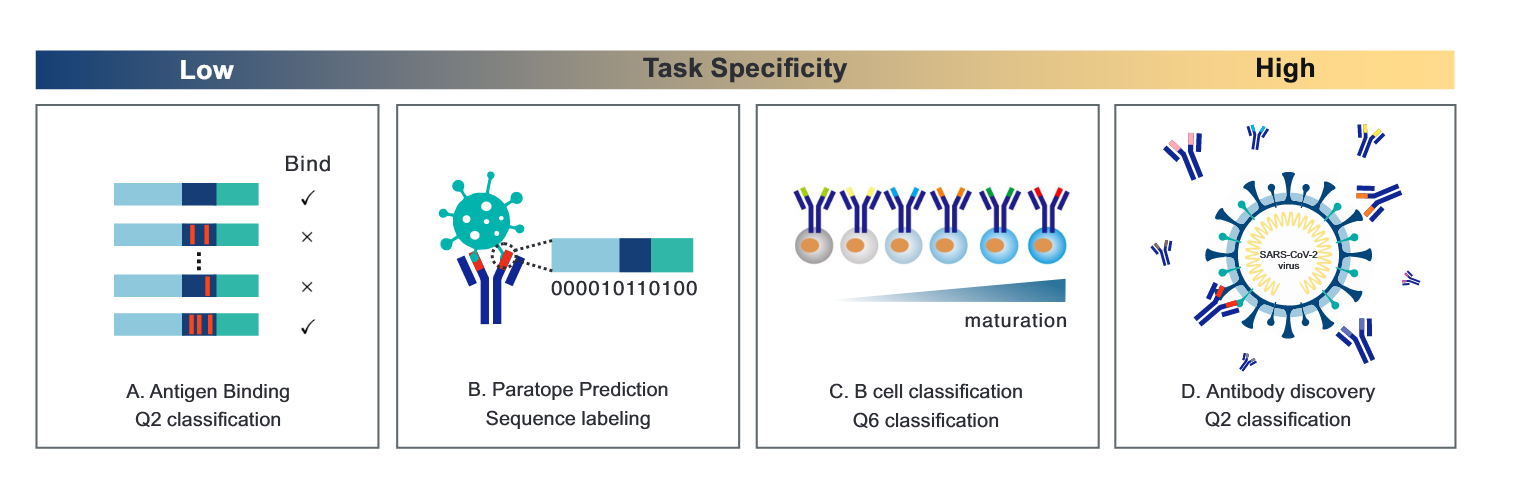 Low Task Specificity High
Bind
✓
×
×
✓
A. Antigen Binding
Q2 classification
000010110100
B. Paratope Prediction
Sequence labeling
maturation
C. B cell classification
Q6 classification
SARS-CoV-2
virus
D. Antibody discovery
Q2 classification